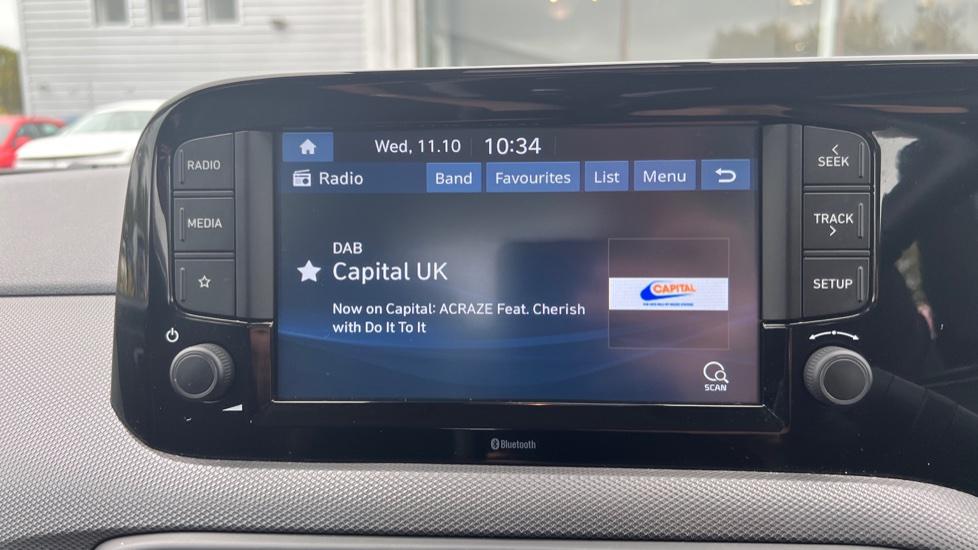 Wed, 11.10 10:34
RADIO
Radio
Band
Favourites
List
Menu
< SEEK
MEDIA
TRACK >
DAB
Capital UK
CAPITAL
SETUP
Now on Capital: ACRAZE Feat. Cherish
with Do It To It
SCAN
Bluetooth